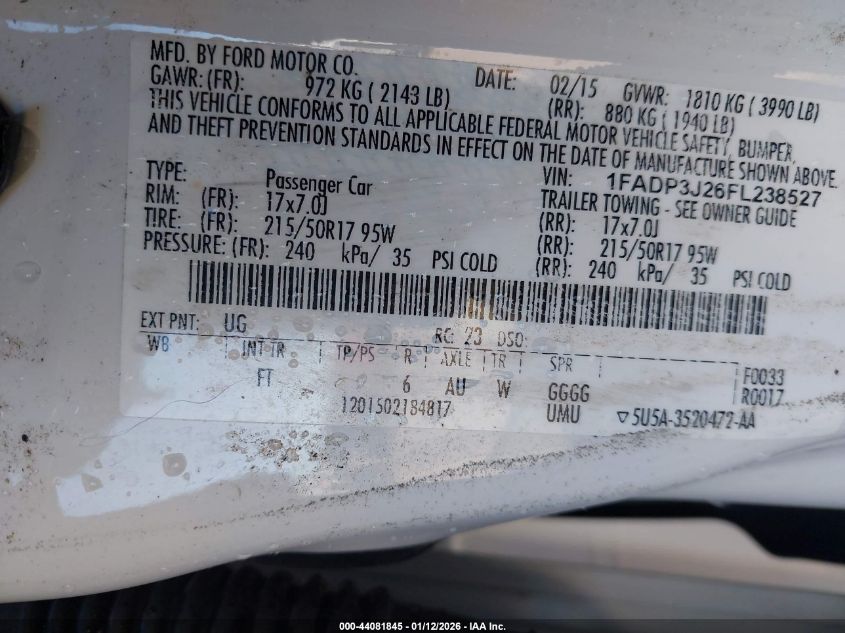 MFD. BY FORD MOTOR CO. DATE: 02/15 GVWR: 1810 KG ( 3990 LB)
GAWR: (FR): 972 KG ( 2143 LB) (RR): 880 KG ( 1940 LB)
THIS VEHICLE CONFORMS TO ALL APPLICABLE FEDERAL MOTOR VEHICLE SAFETY, BUMPER,
AND THEFT PREVENTION STANDARDS IN EFFECT ON THE DATE OF MANUFACTURE SHOWN ABOVE.
VIN: 1FADP3J26FL238527
TYPE: Passenger Car TRAILER TOWING - SEE OWNER GUIDE
RIM: (FR): 17x7.0J (RR): 17x7.0J
TIRE: (FR): 215/50R17 95W (RR): 215/50R17 95W
PRESSURE: (FR): 240 kPa/ 35 PSI COLD (RR): 240 kPa/ 35 PSI COLD
EXT PNT: UG RC: 23 DSO:
WB INT TR TP/PS R AXLE TR SPR F0033
FT 6 AU W GGGG R0017
1201502184817 UMU ▽5U5A-3520472-AA
000-44081845 - 01/12/2026 - IAA Inc.